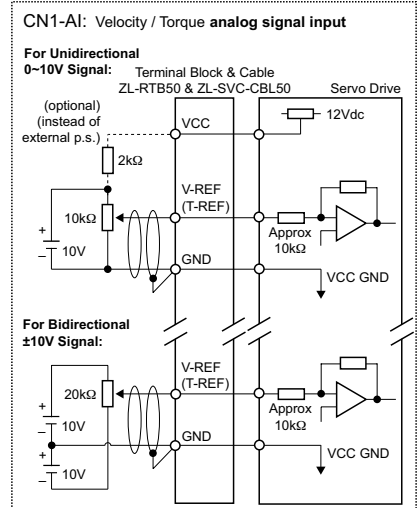 CN1-AI: Velocity / Torque analog signal input
For Unidirectional
0~10V Signal:
Terminal Block & Cable
ZL-RTB50 & ZL-SVC-CBL50
Servo Drive
(optional)
(instead of
external p.s.)
VCC
12Vdc
2kΩ
V-REF
(T-REF)
10kΩ
Approx
10kΩ
+
–
10V
GND
VCC GND
For Bidirectional
±10V Signal:
V-REF
(T-REF)
20kΩ
Approx
10kΩ
+
–
10V
GND
VCC GND
+
–
10V